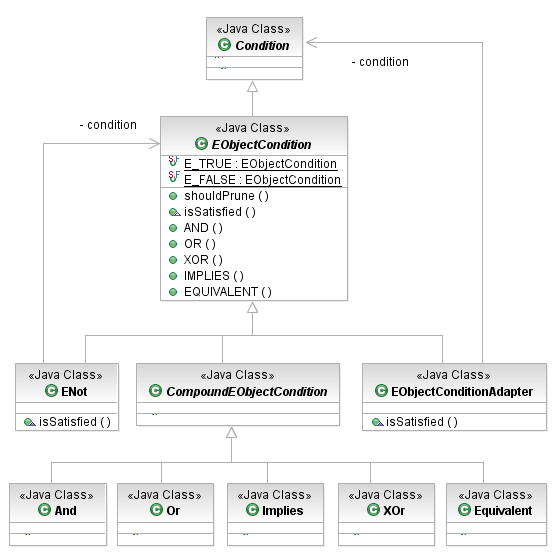 «Java Class»
Condition
- condition
- condition
«Java Class»
EObjectCondition
E_TRUE : EObjectCondition
E_FALSE : EObjectCondition
shouldPrune ( )
isSatisfied ( )
AND ( )
OR ( )
XOR ( )
IMPLIES ( )
EQUIVALENT ( )
«Java Class»
ENot
isSatisfied ( )
«Java Class»
CompoundEObjectCondition
«Java Class»
EObjectConditionAdapter
isSatisfied ( )
«Java Class»
And
«Java Class»
Or
«Java Class»
Implies
«Java Class»
XOr
«Java Class»
Equivalent